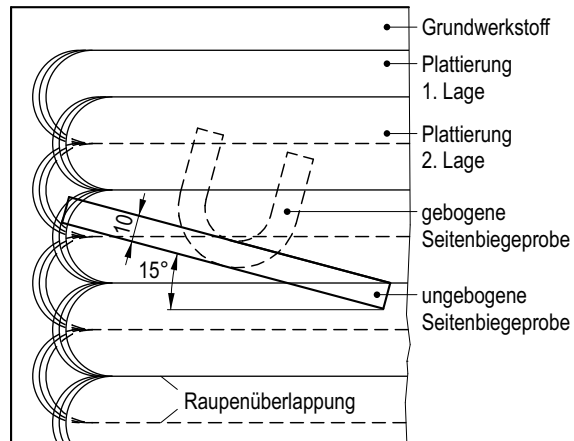 Grundwerkstoff
Plattierung
1. Lage
Plattierung
2. Lage
10
gebogene
Seitenbiegeprobe
15°
ungebogene
Seitenbiegeprobe
Raupenüberlappung